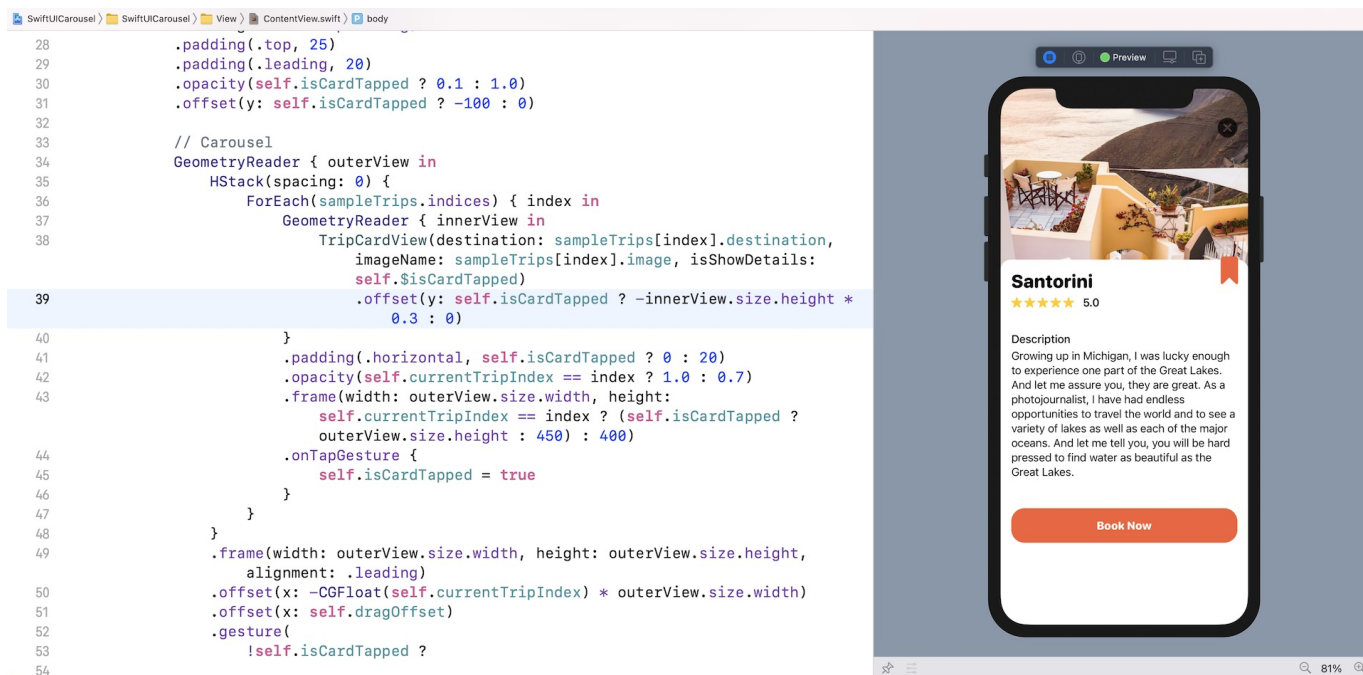 SwiftUICarousel SwiftUICarousel View ContentView.swift P body
28 .padding(.top, 25)
29 .padding(.leading, 20)
30 .opacity(self.isCardTapped ? 0.1 : 1.0)
31 .offset(y: self.isCardTapped ? -100 : 0)
32
33 // Carousel
34 GeometryReader { outerView in
35 HStack(spacing: 0) {
36 ForEach(sampleTrips.indices) { index in
37 GeometryReader { innerView in
38 TripCardView(destination: sampleTrips[index].destination,
imageName: sampleTrips[index].image, isShowDetails:
self.$isCardTapped)
39 .offset(y: self.isCardTapped ? -innerView.size.height *
0.3 : 0)
40 }
41 .padding(.horizontal, self.isCardTapped ? 0 : 20)
42 .opacity(self.currentTripIndex == index ? 1.0 : 0.7)
43 .frame(width: outerView.size.width, height:
self.currentTripIndex == index ? (self.isCardTapped ?
outerView.size.height : 450) : 400)
44 .onTapGesture {
45 self.isCardTapped = true
46 }
47 }
48 }
49 .frame(width: outerView.size.width, height: outerView.size.height,
alignment: .leading)
50 .offset(x: -CGFloat(self.currentTripIndex) * outerView.size.width)
51 .offset(x: self.dragOffset)
52 .gesture(
53 !self.isCardTapped ?
54
Preview
Santorini
5.0
Description
Growing up in Michigan, I was lucky enough
to experience one part of the Great Lakes.
And let me assure you, they are great. As a
photojournalist, I have had endless
opportunities to travel the world and to see a
variety of lakes as well as each of the major
oceans. And let me tell you, you will be hard
pressed to find water as beautiful as the
Great Lakes.
Book Now
81%